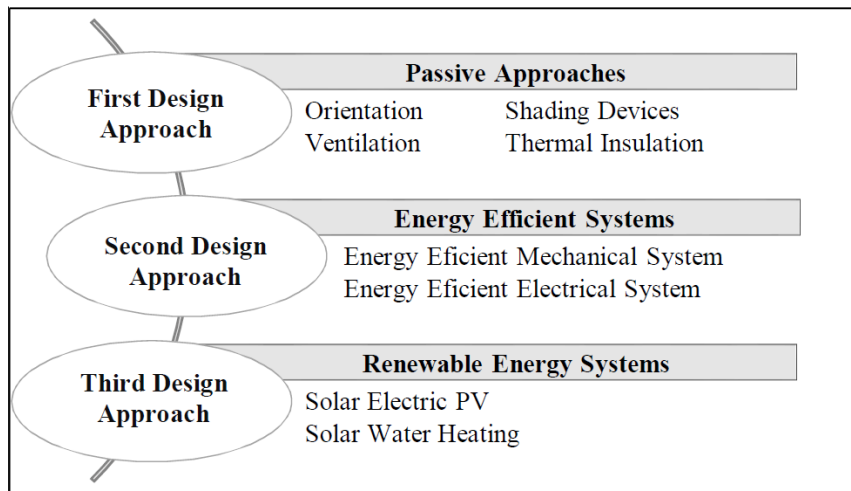 First Design
Approach
Passive Approaches
Orientation Shading Devices
Ventilation Thermal Insulation
Second Design
Approach
Energy Efficient Systems
Energy Eficient Mechanical System
Energy Eficient Electrical System
Third Design
Approach
Renewable Energy Systems
Solar Electric PV
Solar Water Heating